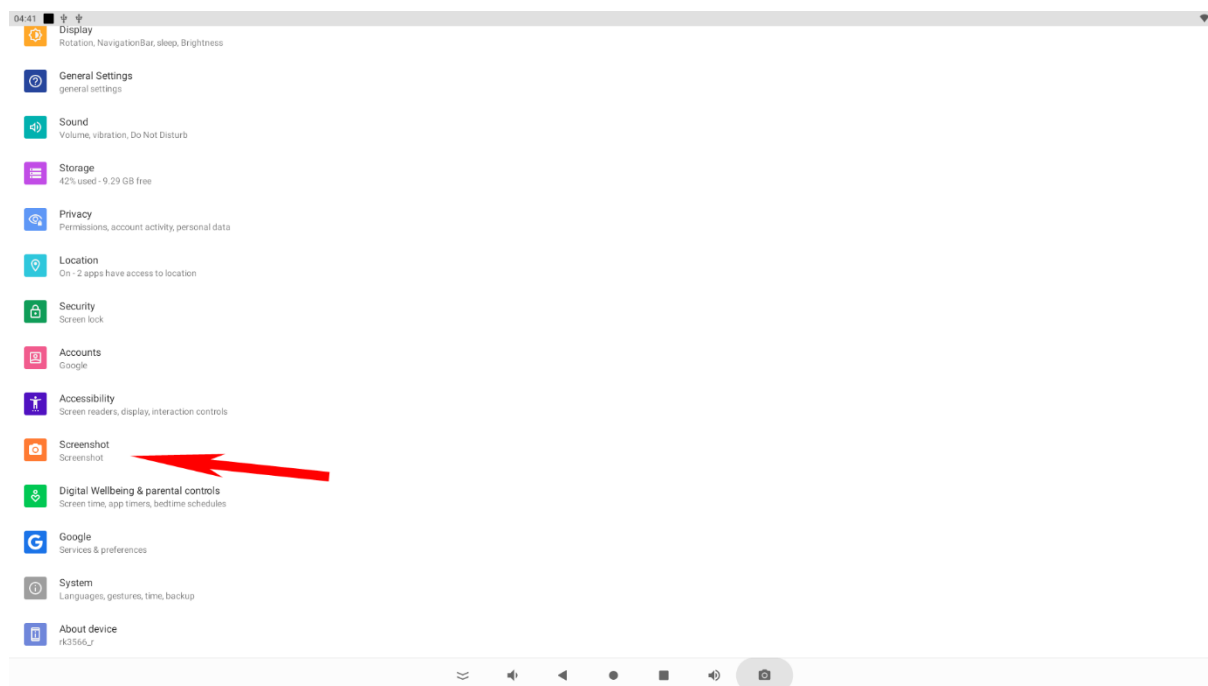 04:41
Display
Rotation, NavigationBar, sleep, Brightness
General Settings
general settings
Sound
Volume, vibration, Do Not Disturb
Storage
42% used - 9.29 GB free
Privacy
Permissions, account activity, personal data
Location
On - 2 apps have access to location
Security
Screen lock
Accounts
Google
Accessibility
Screen readers, display, interaction controls
Screenshot
Screenshot
Digital Wellbeing & parental controls
Screen time, app timers, bedtime schedules
Google
Services & preferences
System
Languages, gestures, time, backup
About device
rk3566_r